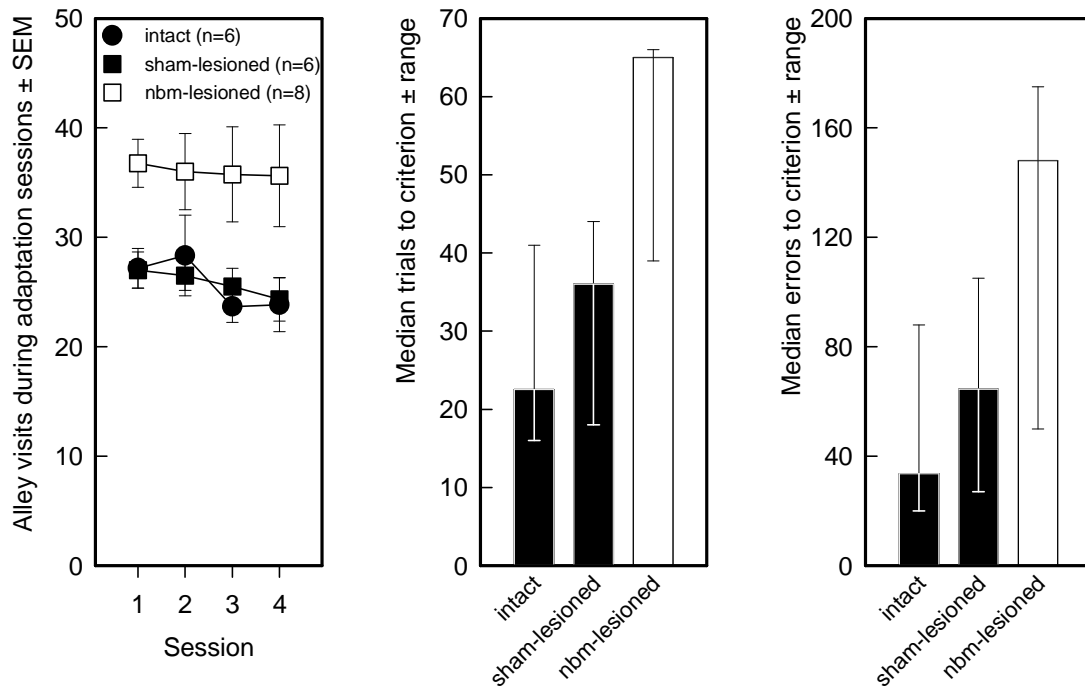 Alley visits during adaptation sessions ± SEM
50
40
30
20
10
0
intact (n=6)
sham-lesioned (n=6)
nbm-lesioned (n=8)
1 2 3 4
Session
Median trials to criterion ± range
70
60
50
40
30
20
10
0
intact
sham-lesioned
nbm-lesioned
Median errors to criterion ± range
200
160
120
80
40
0
intact
sham-lesioned
nbm-lesioned